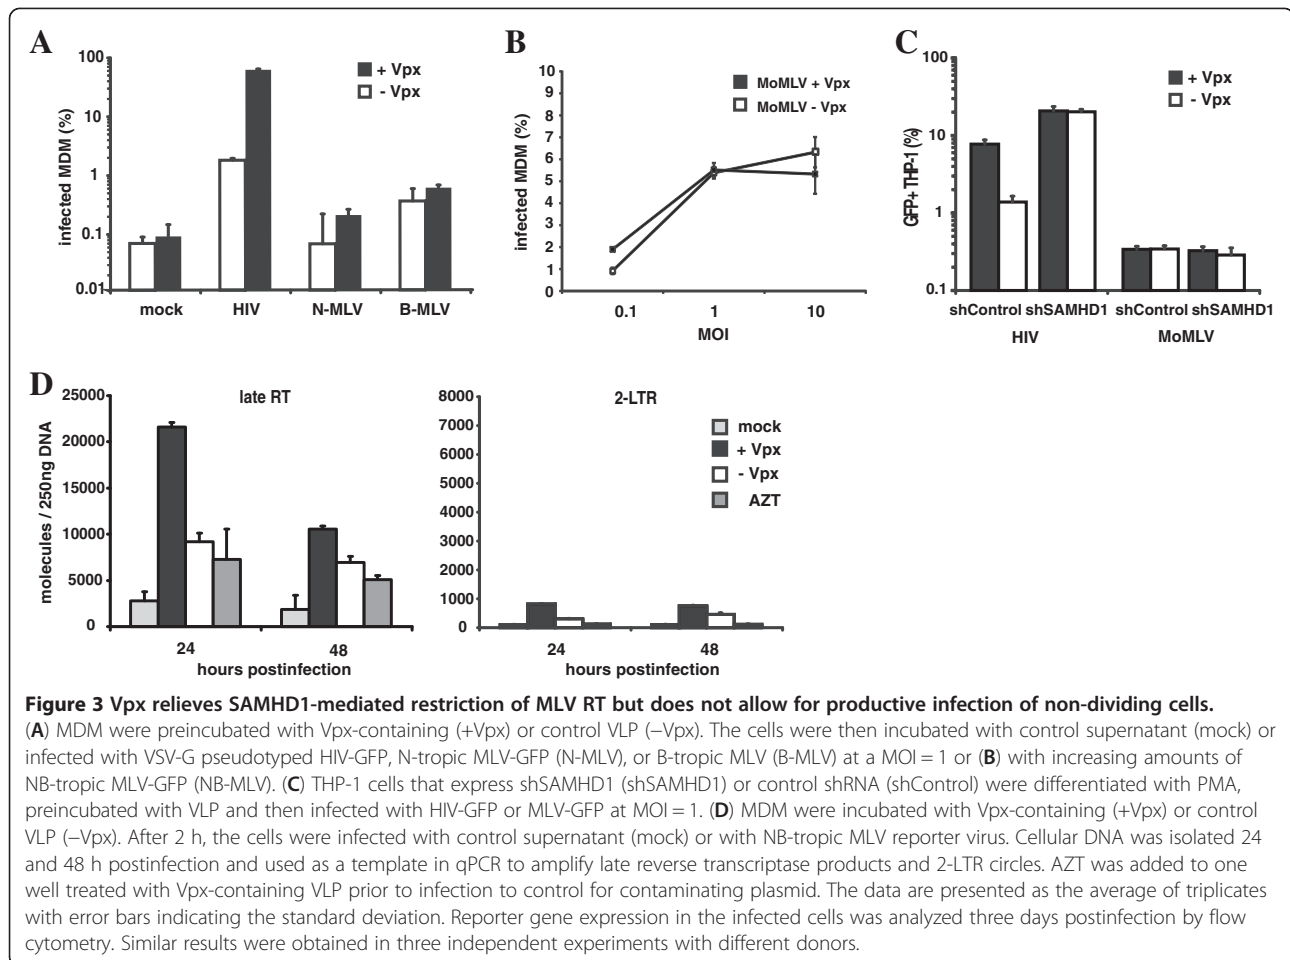 A
100
10
1
0.1
0.01
infected MDM (%)
+ Vpx
- Vpx
mock HIV N-MLV B-MLV
B
10
9
8
7
6
5
4
3
2
1
0
infected MDM (%)
MoMLV + Vpx
MoMLV - Vpx
0.1 1 10
MOI
C
100
10
1
0.1
GFP+ THP-1 (%)
+ Vpx
- Vpx
shControl shSAMHD1 shControl shSAMHD1
HIV MoMLV
D
late RT
25000
20000
15000
10000
5000
0
molecules / 250ng DNA
24 48
hours postinfection
2-LTR
8000
7000
6000
5000
4000
3000
2000
1000
0
mock
+ Vpx
- Vpx
AZT
24 48
hours postinfection
Figure 3 Vpx relieves SAMHD1-mediated restriction of MLV RT but does not allow for productive infection of non-dividing cells.
(A) MDM were preincubated with Vpx-containing (+Vpx) or control VLP (−Vpx). The cells were then incubated with control supernatant (mock) or
infected with VSV-G pseudotyped HIV-GFP, N-tropic MLV-GFP (N-MLV), or B-tropic MLV (B-MLV) at a MOI = 1 or (B) with increasing amounts of
NB-tropic MLV-GFP (NB-MLV). (C) THP-1 cells that express shSAMHD1 (shSAMHD1) or control shRNA (shControl) were differentiated with PMA,
preincubated with VLP and then infected with HIV-GFP or MLV-GFP at MOI = 1. (D) MDM were incubated with Vpx-containing (+Vpx) or control
VLP (−Vpx). After 2 h, the cells were infected with control supernatant (mock) or with NB-tropic MLV reporter virus. Cellular DNA was isolated 24
and 48 h postinfection and used as a template in qPCR to amplify late reverse transcriptase products and 2-LTR circles. AZT was added to one
well treated with Vpx-containing VLP prior to infection to control for contaminating plasmid. The data are presented as the average of triplicates
with error bars indicating the standard deviation. Reporter gene expression in the infected cells was analyzed three days postinfection by flow
cytometry. Similar results were obtained in three independent experiments with different donors.